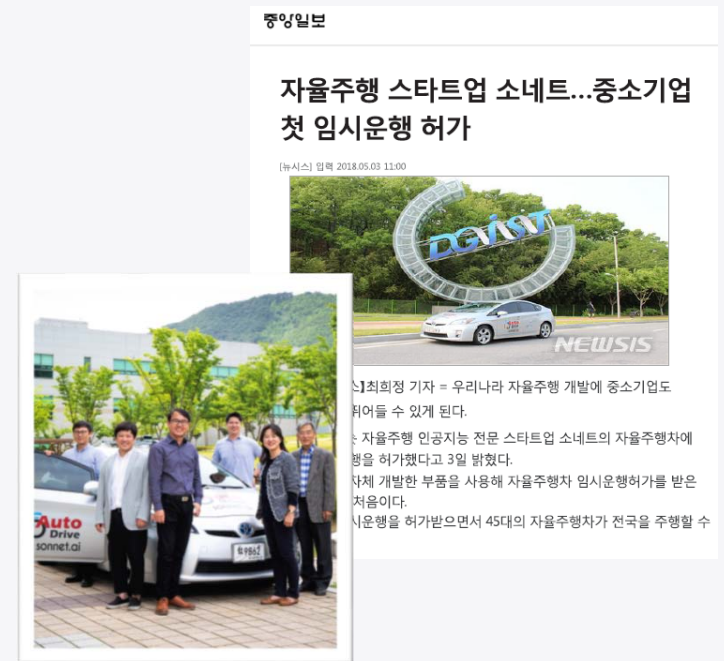 중앙일보
자율주행 스타트업 소네트...중소기업
첫 임시운행 허가
[뉴시스] 입력 2018.05.03 11:00
DGIST
NEWSIS
】최희정 기자 = 우리나라 자율주행 개발에 중소기업도
뛰어들 수 있게 된다.
자율주행 인공지능 전문 스타트업 소네트의 자율주행차에
허가했다고 3일 밝혔다.
자체 개발한 부품을 사용해 자율주행차 임시운행허가를 받은
처음이다.
허가받으면서 45대의 자율주행차가 전국을 주행할 수
Auto
Drive
sonnet.ai